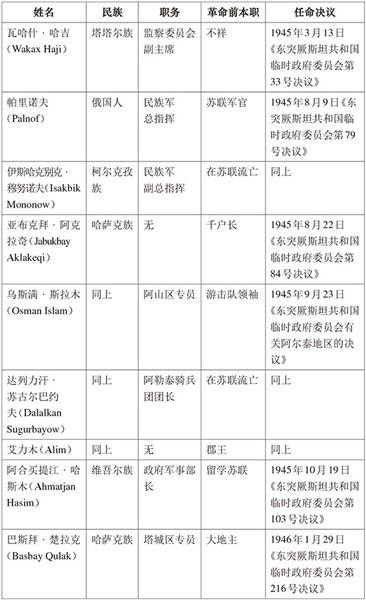 姓名 民族 职务 革命前本职 任命决议
瓦哈什·哈吉 塔塔尔 监察委员会 不祥 1945年3月13日
(Wakax Haji) 族 副主席 《东突厥斯坦共和国
临时政府委员会第
33号决议》
帕里诺夫 俄国人 民族军 苏联军官 1945年8月9日《东
(Palnof) 总指挥 突厥斯坦共和国临
时政府委员会第79
号决议》
伊斯哈克别克· 柯尔克孜 民族军 在苏联流亡 同上
穆努诺夫(Isakbik 族 副总指挥
Mononow)
亚布克拜·阿克 哈萨克族 无 千户长 1945年8月22日
拉奇(Jabukbay 《东突厥斯坦共和国
Aklakeqi) 临时政府委员会第
84号决议》
乌斯满·斯拉木 同上 阿山区专员 游击队领袖 1945年9月23日
(Osman Islam) 《东突厥斯坦共和国
临时政府委员会有
关阿尔泰地区的决
议》
达列力汗· 同上 阿勒泰骑兵 在苏联流亡 同上
苏古尔巴约 团团长
夫(Dalalkan
Sugurbayow)
艾力木(Alim) 同上 无 郡王 同上
阿合买提江·哈 维吾尔族 政府军事部 留学苏联 1945年10月19日
斯木(Ahmatjan 长 《东突厥斯坦共和国
Hasim) 临时政府委员会第
103号决议》
巴斯拜·楚拉克 哈萨克族 塔城区专员 大地主 1946年1月29日
(Basbay Qulak) 《东突厥斯坦共和国
临时政府委员会第
216号决议》